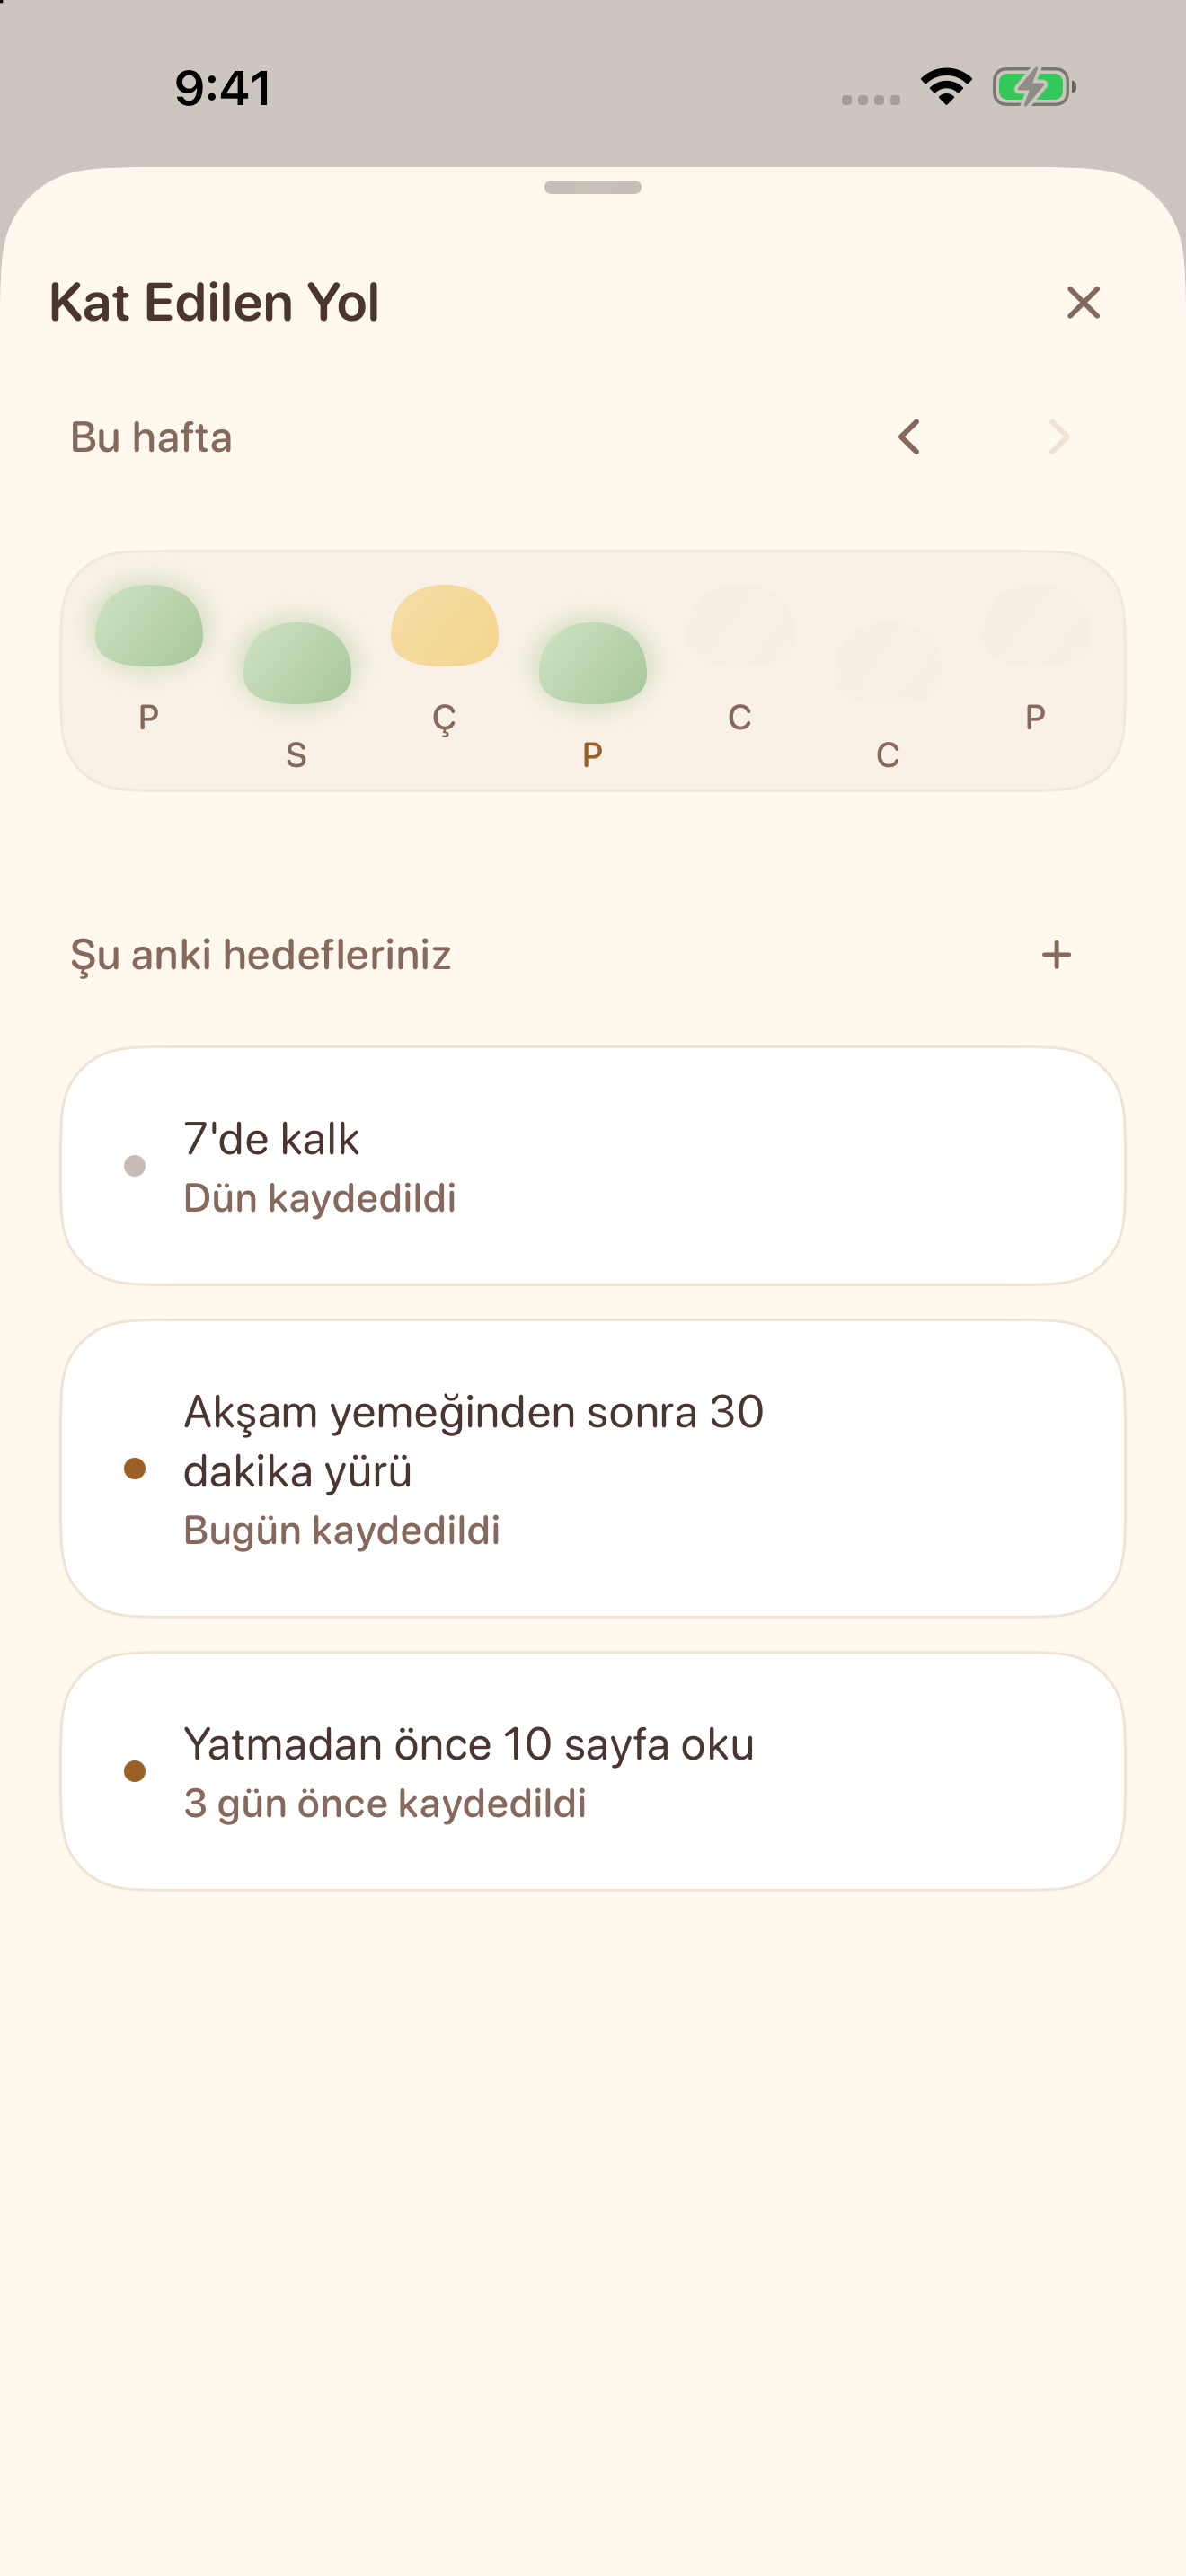 9:41
Kat Edilen Yol
Bu hafta
P
S
Ç
P
C
C
P
Şu anki hedefleriniz
7'de kalk
Dün kaydedildi
Akşam yemeğinden sonra 30
dakika yürü
Bugün kaydedildi
Yatmadan önce 10 sayfa oku
3 gün önce kaydedildi